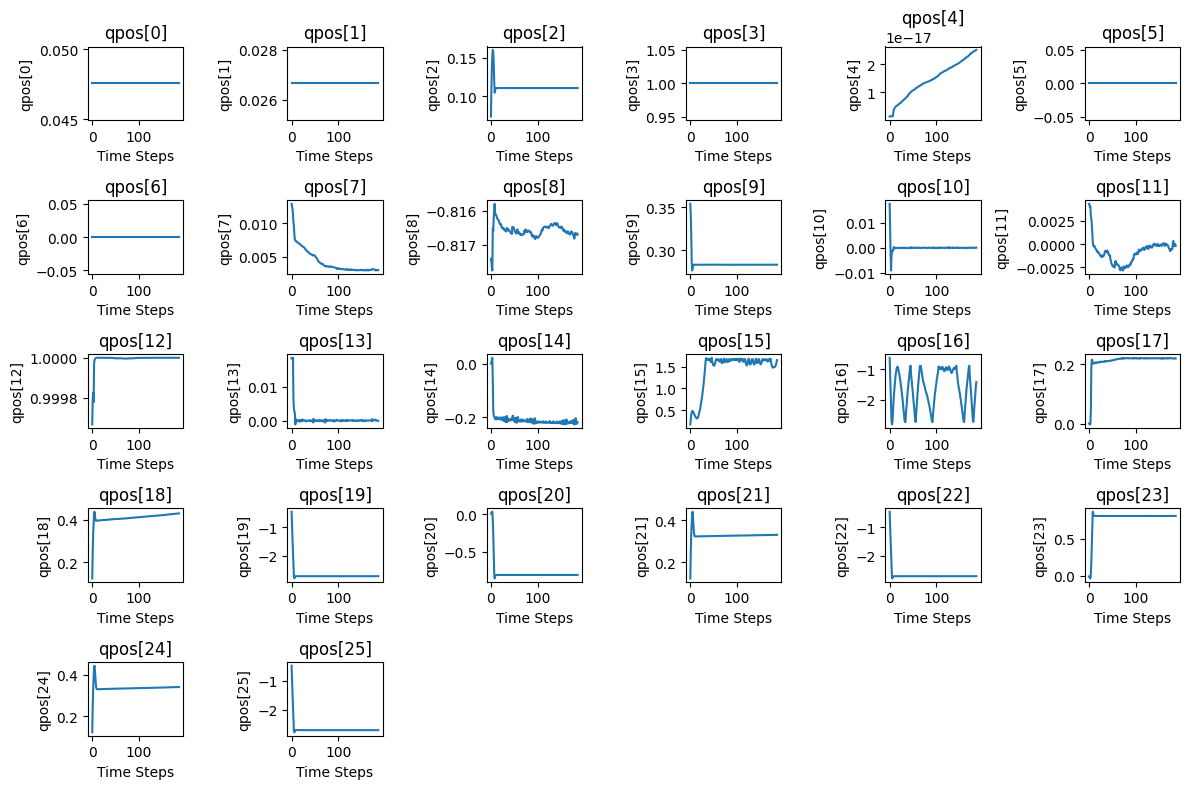 qpos[0] qpos[1] qpos[2] qpos[3] qpos[4] qpos[5]
1e−17
0.050 0.028 0.15 1.05 2 0.05
qpos[0] qpos[1] qpos[2] qpos[3] qpos[4] qpos[5]
0.026 0.10 1.00 1 0.00
0.045 0.95 −0.05
0 100 0 100 0 100 0 100 0 100 0 100
Time Steps Time Steps Time Steps Time Steps Time Steps Time Steps
qpos[6] qpos[7] qpos[8] qpos[9] qpos[10] qpos[11]
0.05 0.010 −0.816 0.35 0.01 0.0025
qpos[6] qpos[7] qpos[8] qpos[9] qpos[10] qpos[11]
0.00 0.005 −0.817 0.30 0.00 0.0000
−0.05 −0.01 −0.0025
0 100 0 100 0 100 0 100 0 100 0 100
Time Steps Time Steps Time Steps Time Steps Time Steps Time Steps
qpos[12] qpos[13] qpos[14] qpos[15] qpos[16] qpos[17]
1.0000 0.01 0.0 1.5 −1 0.2
qpos[12] qpos[13] qpos[14] qpos[15] qpos[16] qpos[17]
0.9998 0.00 −0.2 1.0 −2 0.0
0.5
0 100 0 100 0 100 0 100 0 100 0 100
Time Steps Time Steps Time Steps Time Steps Time Steps Time Steps
qpos[18] qpos[19] qpos[20] qpos[21] qpos[22] qpos[23]
0.4 −1 0.0 0.4 −1 0.5
qpos[18] qpos[19] qpos[20] qpos[21] qpos[22] qpos[23]
0.2 −2 −0.5 0.2 −2 0.0
0 100 0 100 0 100 0 100 0 100 0 100
Time Steps Time Steps Time Steps Time Steps Time Steps Time Steps
qpos[24] qpos[25]
0.4 −1
qpos[24] qpos[25]
0.2 −2
0 100 0 100
Time Steps Time Steps